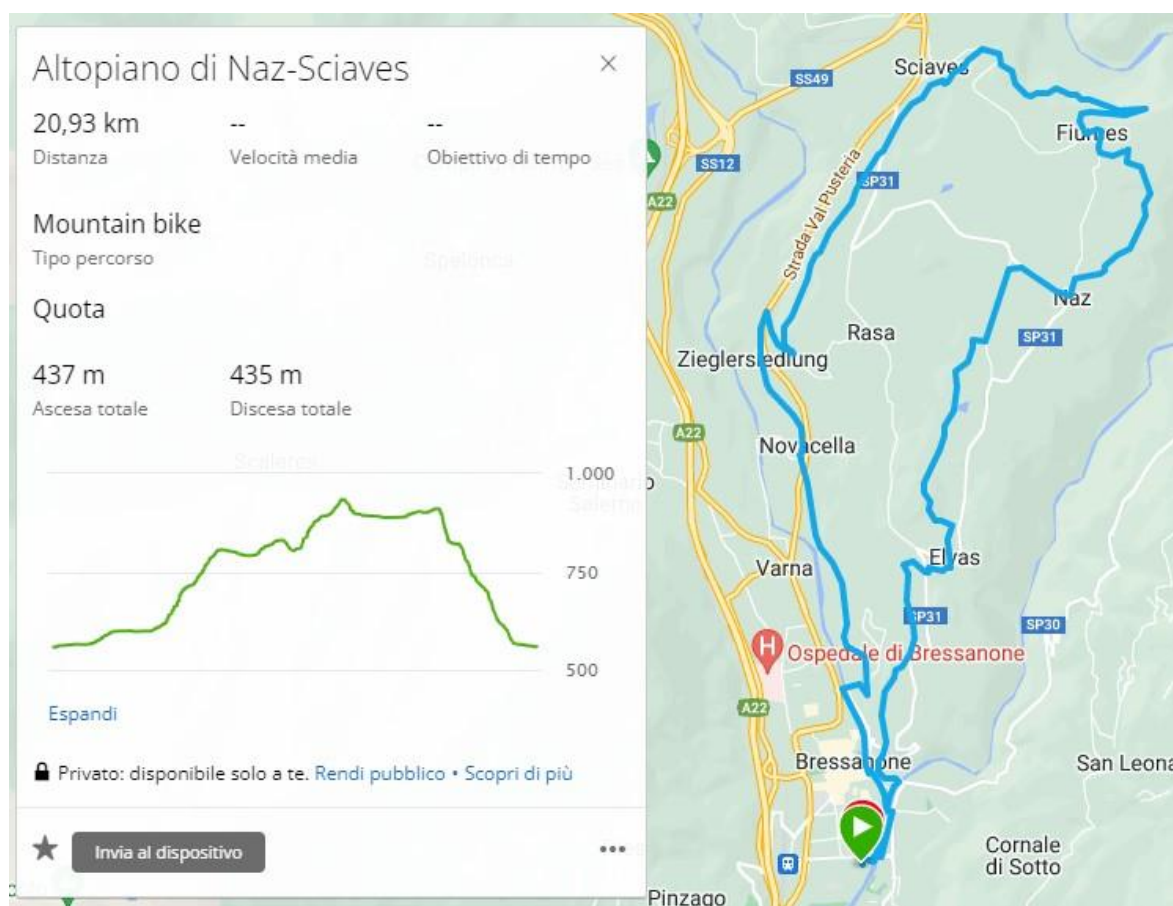 Altopiano di Naz-Sciaves
20,93 km
--
--
Distanza
Velocità media
Obiettivo di tempo
Mountain bike
Tipo percorso
Quota
437 m
435 m
Ascesa totale
Discesa totale
1.000
750
500
Espandi
Privato: disponibile solo a te. Rendi pubblico • Scopri di più
Invia al dispositivo
Sciaves
SS49
Fiumes
SS12
SP31
A22
Strada Val Pusteria
Naz
Rasa
SP31
Zieglersiedlung
A22
Novacella
Varna
Elvas
SP31
SP30
H Ospedale di Bressanone
A22
Bressanone
San Leona
Cornale
di Sotto
Pinzago